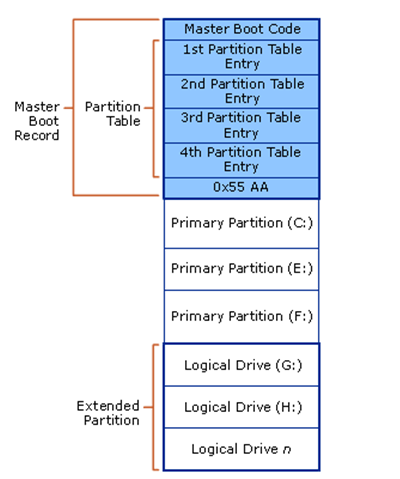 Master Boot Code
1st Partition Table
Entry
2nd Partition Table
Entry
3rd Partition Table
Entry
4th Partition Table
Entry
0x55 AA
Master
Boot
Record
Partition
Table
Primary Partition (C:)
Primary Partition (E:)
Primary Partition (F:)
Logical Drive (G:)
Logical Drive (H:)
Logical Drive n
Extended
Partition